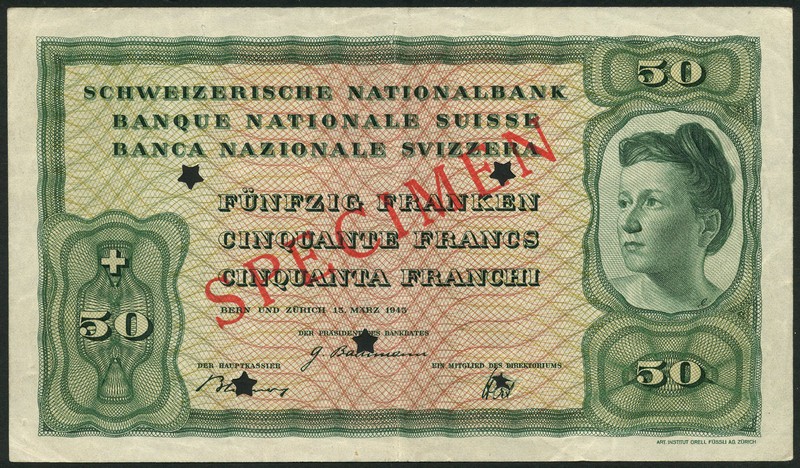 50
SCHWEIZERISCHE NATIONALBANK
BANQUE NATIONALE SUISSE
BANCA NAZIONALE SVIZZERA
SPECIMEN
FÜNFZIG FRANKEN
CINQUANTE FRANCS
CINQUANTA FRANCHI
BERN UND ZÜRICH 15. MÄRZ 1945
50
DER PRÄSIDENT DES BANKRATES
G. Baumann
DER HAUPTKASSIER
EIN MITGLIED DES DIREKTORIUMS
50
ART. INSTITUT ORELL FÜSSLI AG. ZÜRICH